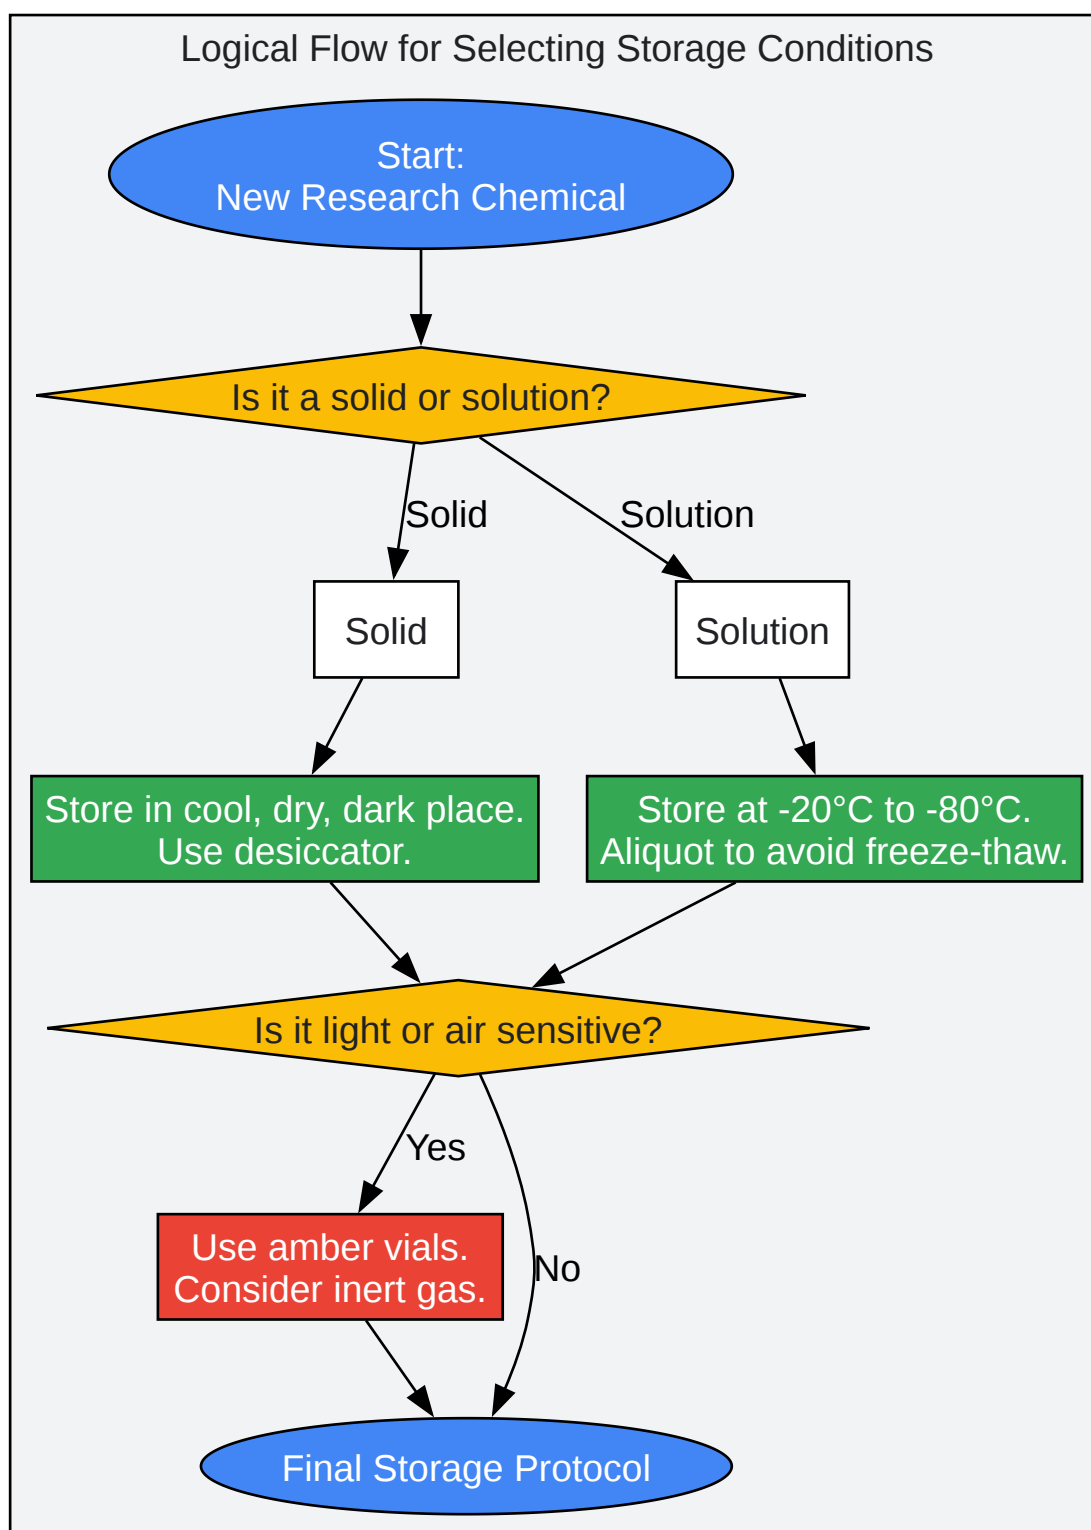 Logical Flow for Selecting Storage Conditions
Start:
New Research Chemical
Is it a solid or solution?
Solid
Solution
Solid
Solution
Store in cool, dry, dark place.
Use desiccator.
Store at -20°C to -80°C.
Aliquot to avoid freeze-thaw.
Is it light or air sensitive?
Yes
Use amber vials.
Consider inert gas.
No
Final Storage Protocol